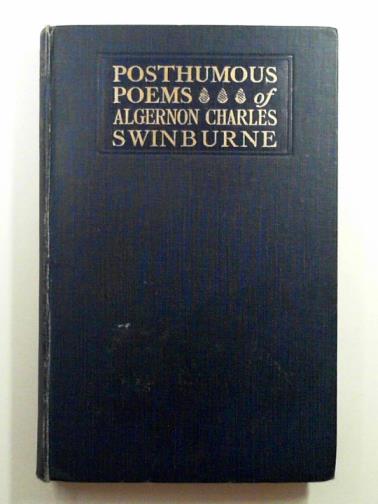 POSTHUMOUS
POEMS of
ALGERNON CHARLES
SWINBURNE